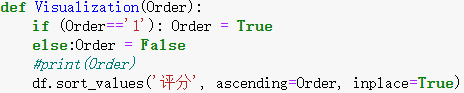 def Visualization(Order):
    if (Order=='1'): Order = True
    else:Order = False
    #print(Order)
    df.sort_values('评分', ascending=Order, inplace=True)